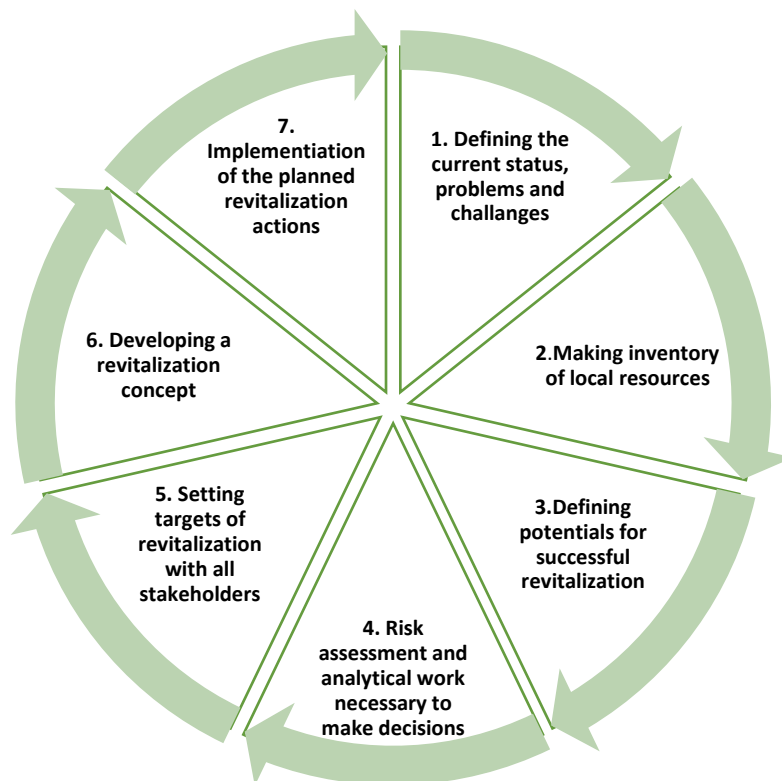 1. Defining the
current status,
problems and
challanges
2.Making inventory
of local resources
3.Defining
potentials for
successful
revitalization
4. Risk
assessment and
analytical work
necessary to
make decisions
5. Setting
targets of
revitalization
with all
stakeholders
6. Developing a
revitalization
concept
7.
Implementiation
of the planned
revitalization
actions